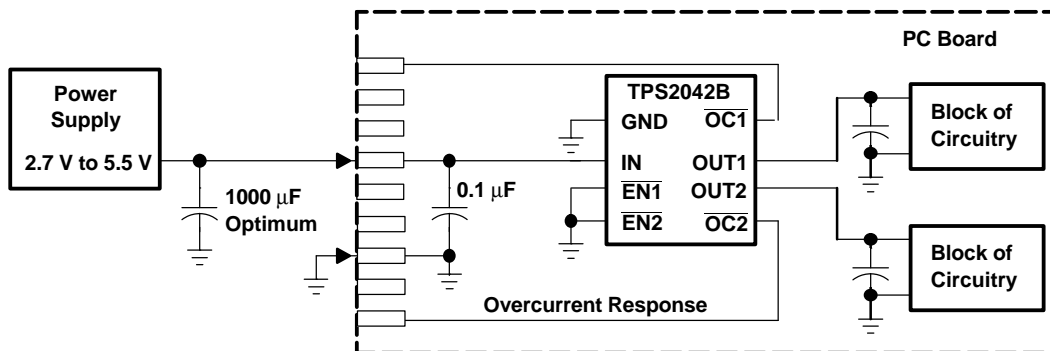 PC Board
Power
Supply
2.7 V to 5.5 V
1000 μF
Optimum
0.1 μF
TPS2042B
GND
IN
EN1
EN2
OC1
OUT1
OUT2
OC2
Overcurrent Response
Block of
Circuitry
Block of
Circuitry